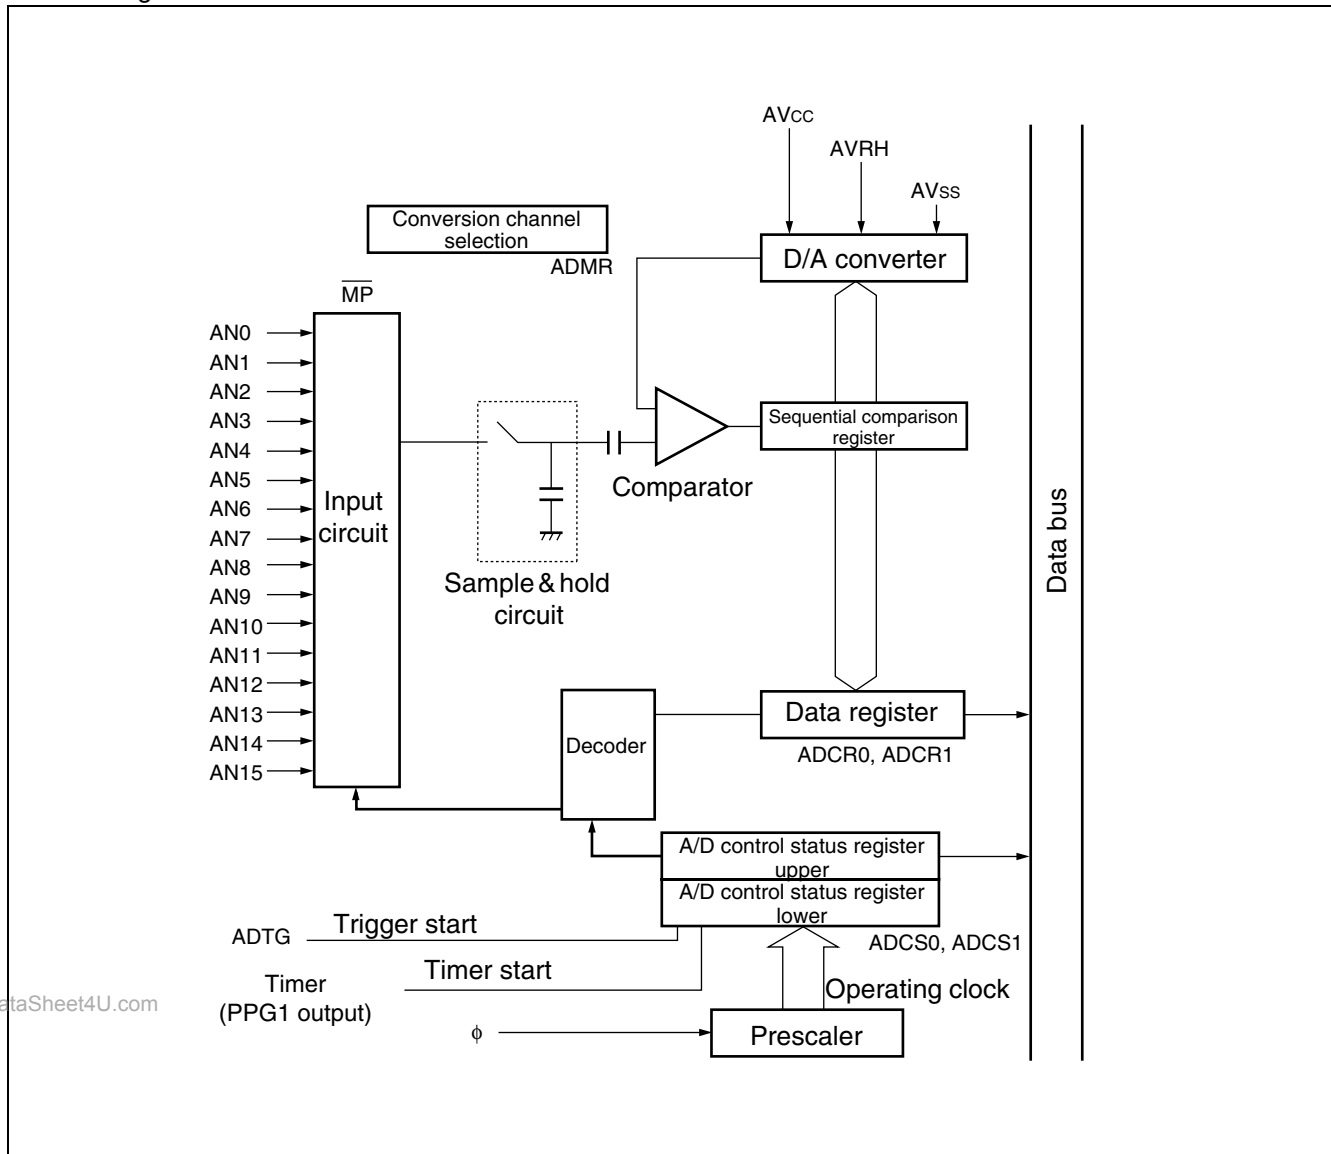 AVCC
AVRH
AVSS
Conversion channel
selection
ADMR
D/A converter
MP
AN0
AN1
AN2
AN3
AN4
AN5
AN6
AN7
AN8
AN9
AN10
AN11
AN12
AN13
AN14
AN15
Input
circuit
Sample & hold
circuit
Comparator
Sequential comparison
register
Data bus
Decoder
Data register
ADCR0, ADCR1
A/D control status register
upper
A/D control status register
lower
ADCS0, ADCS1
ADTG
Trigger start
Timer start
Timer
(PPG1 output)
Operating clock
ϕ
Prescaler
ataSheet4U.com